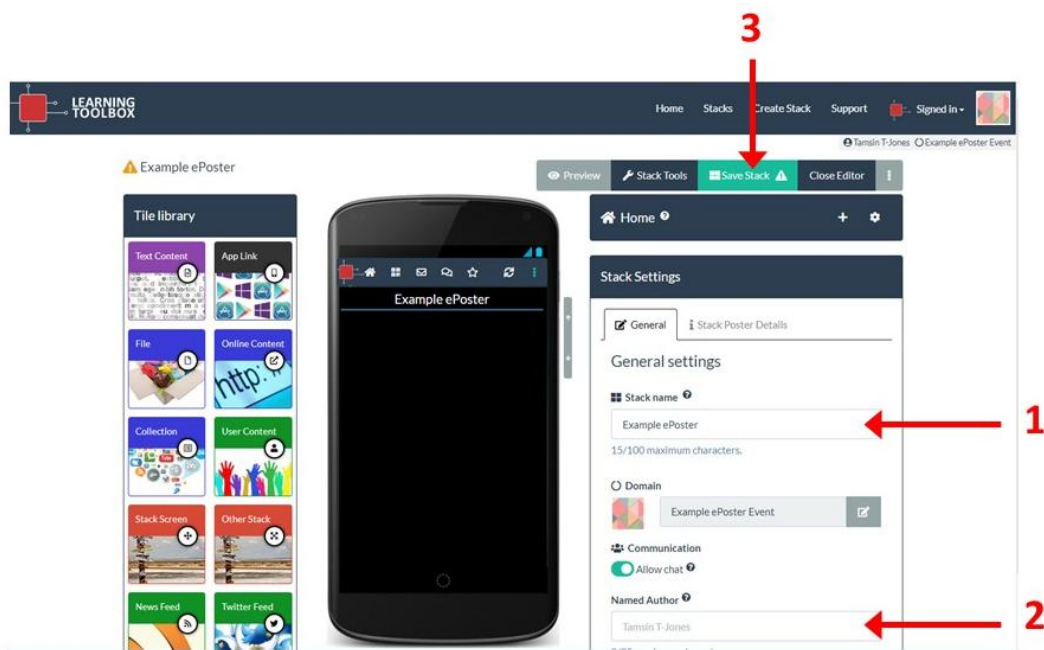 3
LEARNING
TOOLBOX
Home Stacks Create Stack Support Signed in
Tamsin T-Jones Example ePoster Event
Example ePoster
Preview Stack Tools Save Stack Close Editor
Tile library
Home
Text Content App Link
Stack Settings
Example ePoster
General Stack Poster Details
File Online Content
http:
General settings
Stack name
Example ePoster
1
15/100 maximum characters.
Collection User Content
Domain
Example ePoster Event
Stack Screen Other Stack
Communication
Allow chat
Named Author
News Feed Twitter Feed
Tamsin T-Jones
2